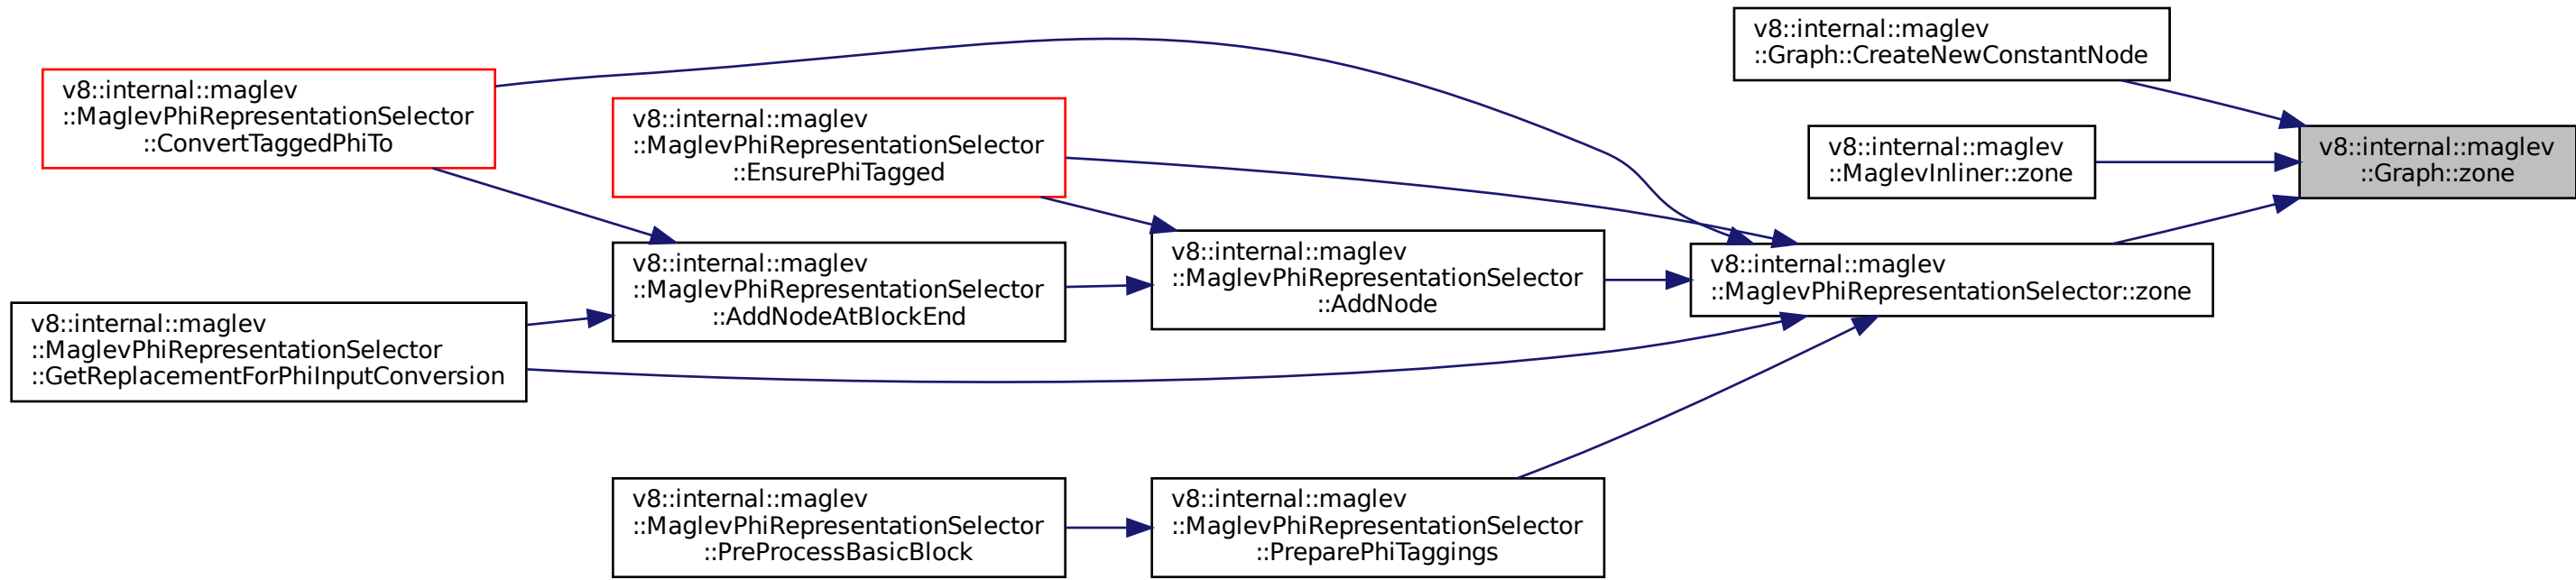 v8::internal::maglev
::Graph::CreateNewConstantNode
v8::internal::maglev
::MaglevPhiRepresentationSelector
::ConvertTaggedPhiTo
v8::internal::maglev
::MaglevPhiRepresentationSelector
::EnsurePhiTagged
v8::internal::maglev
::MaglevInliner::zone
v8::internal::maglev
::Graph::zone
v8::internal::maglev
::MaglevPhiRepresentationSelector
::AddNodeAtBlockEnd
v8::internal::maglev
::MaglevPhiRepresentationSelector
::AddNode
v8::internal::maglev
::MaglevPhiRepresentationSelector::zone
v8::internal::maglev
::MaglevPhiRepresentationSelector
::GetReplacementForPhiInputConversion
v8::internal::maglev
::MaglevPhiRepresentationSelector
::PreProcessBasicBlock
v8::internal::maglev
::MaglevPhiRepresentationSelector
::PreparePhiTaggings